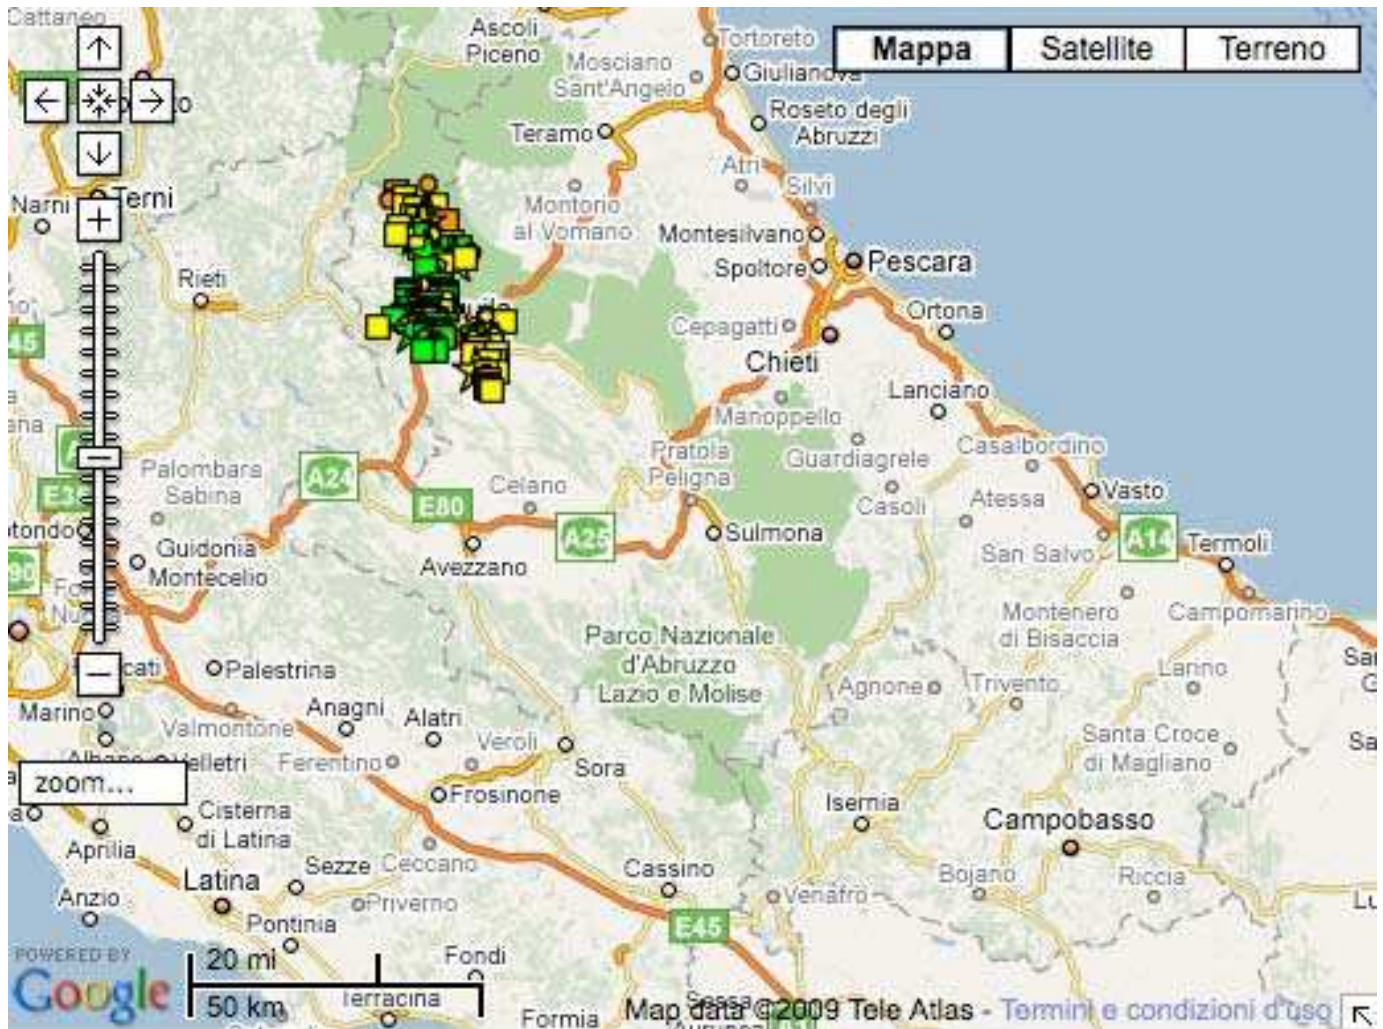 Cattaneo
Ascoli
Piceno
Tortoreto
Mosciano
Sant'Angelo
Giulianova
Mappa
Satellite
Terreno
Roseto degli
Abruzzi
Teramo
Atri
Silvi
Terni
Narni
Montorio
al Vomano
Montesilvano
Spoltore
Pescara
Rieti
Cepagatti
Ortona
Chieti
45
Lanciano
Manoppello
Pratola
Peligna
Guardiagrele
Casalbordino
Palombara
Sabina
A24
Celano
Casoli
Atessa
Vasto
E80
A25
Sulmona
San Salvo
A14
Termoli
Guidonia
Montecelio
Avezzano
90
Montenero
di Bisaccia
Campomarino
Parco Nazionale
d'Abruzzo
Lazio e Molise
Palestrina
Agnone
Trivento
Larino
Marino
Valmontone
Anagni
Alatri
Veroli
Ferentino
Sora
Santa Croce
di Magliano
zoom...
Frosinone
Isernia
Campobasso
Cisterna
di Latina
Aprilia
Sezze
Ceccano
Cassino
Bojano
Riccia
Latina
Anzio
Priverno
Venafro
Pontinia
E45
POWERED BY
Google
20 mi
50 km
Fondi
Terracina
Formia
Map data ©2009 Tele Atlas - Termini e condizioni d'uso